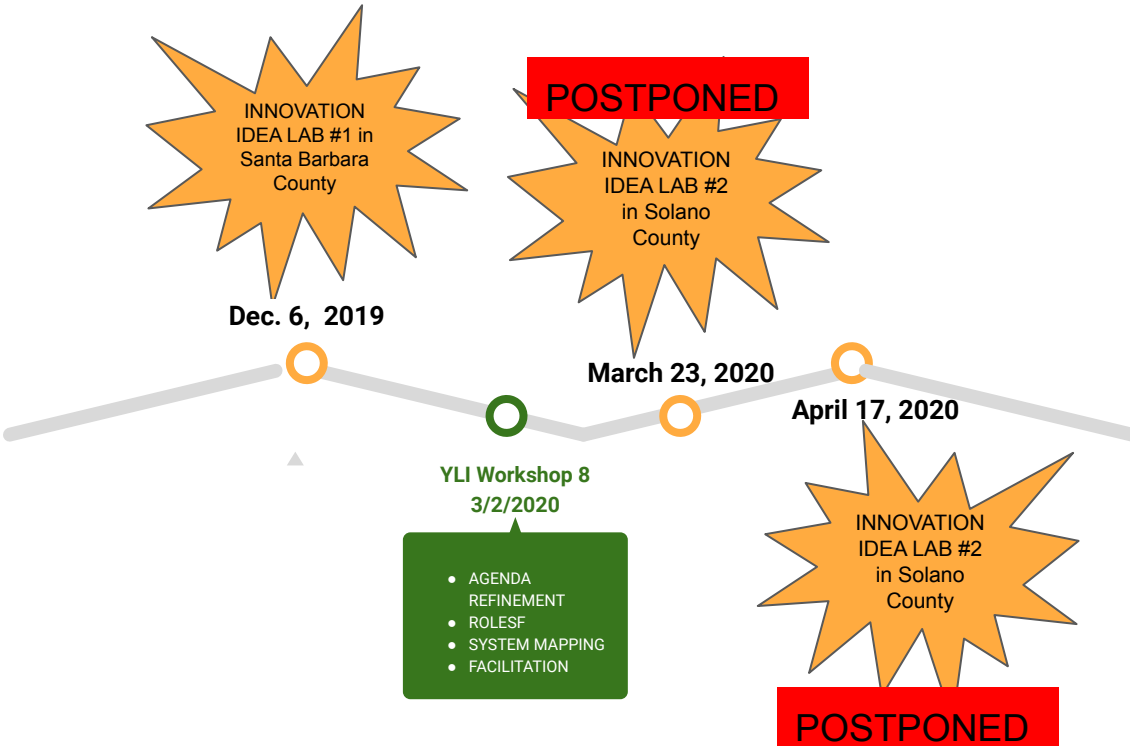 INNOVATION
IDEA LAB #1 in
Santa Barbara
County
Dec. 6, 2019
POSTPONED
INNOVATION
IDEA LAB #2
in Solano
County
March 23, 2020
April 17, 2020
YLI Workshop 8
3/2/2020
● AGENDA
REFINEMENT
● ROLESF
● SYSTEM MAPPING
● FACILITATION
INNOVATION
IDEA LAB #2
in Solano
County
POSTPONED